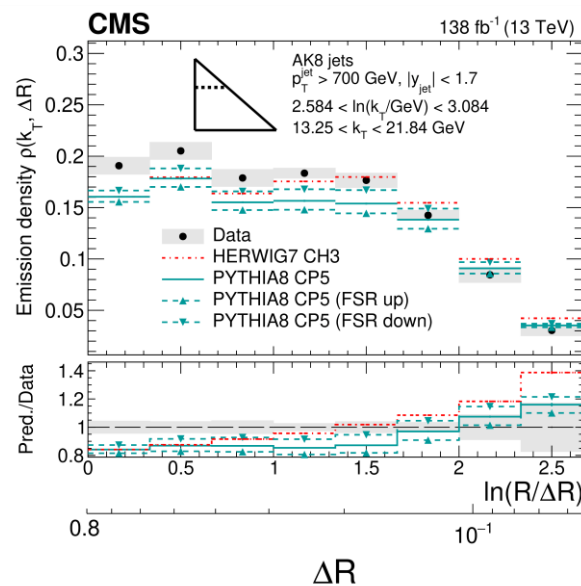 CMS 138 fb⁻¹ (13 TeV)
Emission density ρ(k_T, ΔR)
0.3
0.25
0.2
0.15
0.1
0.05
AK8 jets
p_T^jet > 700 GeV, |y_jet| < 1.7
2.584 < ln(k_T/GeV) < 3.084
13.25 < k_T < 21.84 GeV
Data
HERWIG7 CH3
PYTHIA8 CP5
PYTHIA8 CP5 (FSR up)
PYTHIA8 CP5 (FSR down)
Pred./Data
1.4
1.2
1
0.8
0 0.5 1 1.5 2 2.5
ln(R/ΔR)
0.8 10⁻¹
ΔR